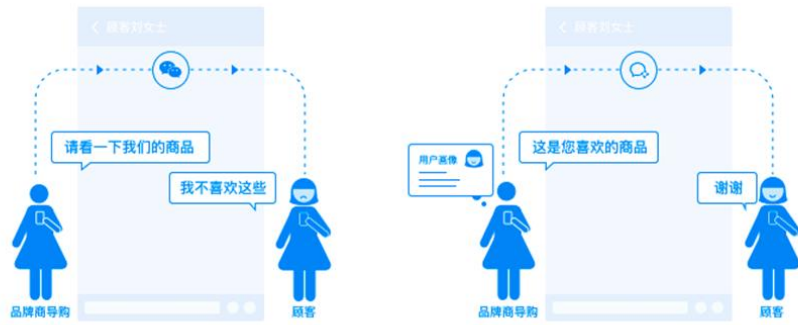 顾客刘女士
请看一下我们的商品
我不喜欢这些
品牌商导购
顾客
顾客刘女士
用户画像
这是您喜欢的商品
谢谢
品牌商导购
顾客